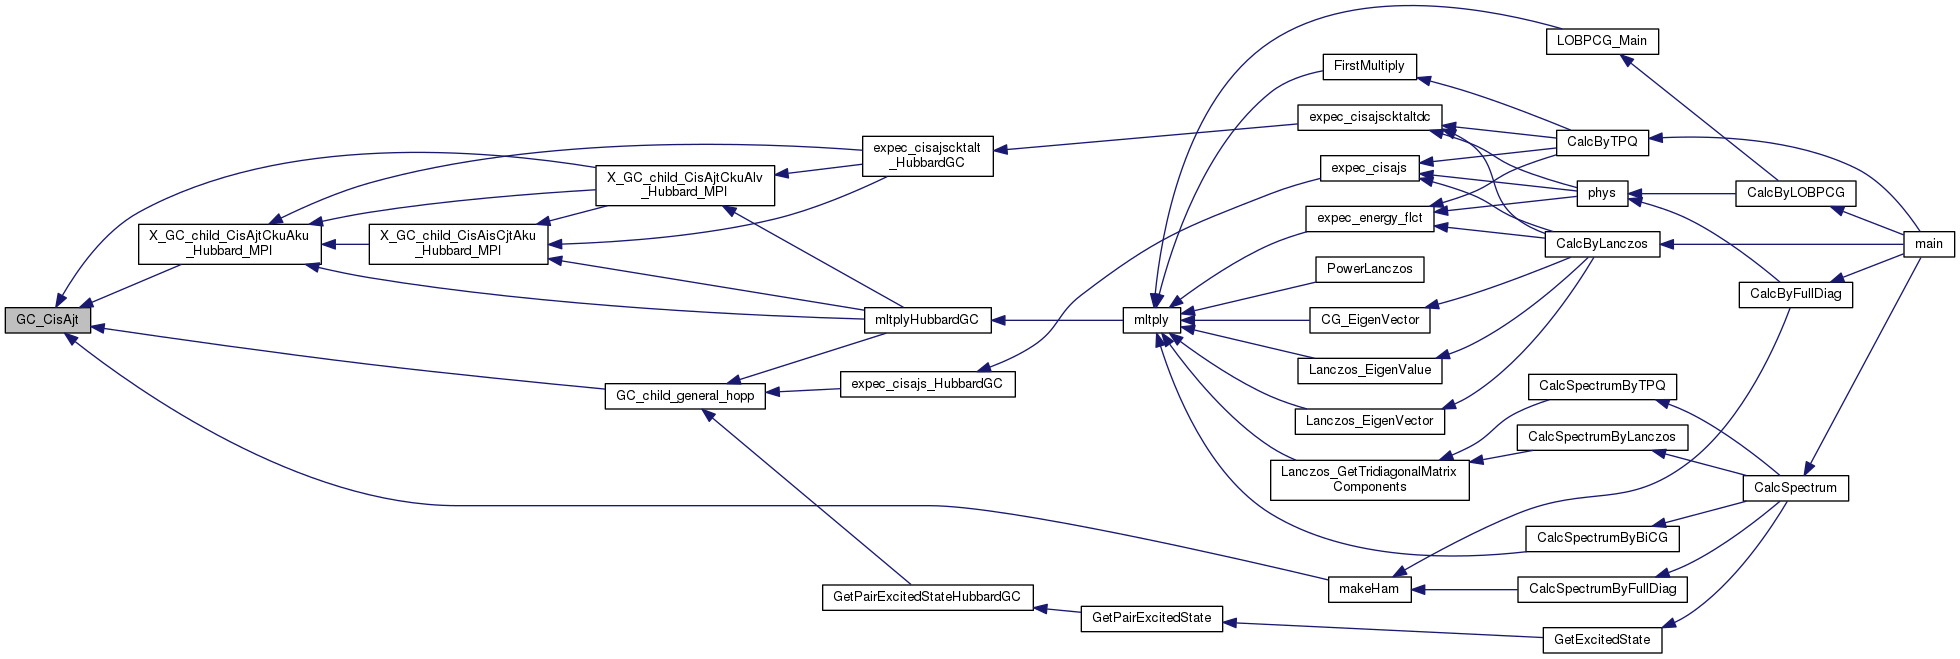 GC_CisAjt
X_GC_child_CisAjtCkuAku
_Hubbard_MPI
X_GC_child_CisAisCjtAku
_Hubbard_MPI
X_GC_child_CisAjtCkuAlv
_Hubbard_MPI
GC_child_general_hopp
expec_cisajscktalt
_HubbardGC
mltplyHubbardGC
expec_cisajs_HubbardGC
GetPairExcitedStateHubbardGC
mltply
GetPairExcitedState
FirstMultiply
expec_cisajscktaltdc
expec_cisajs
expec_energy_flct
PowerLanczos
CG_EigenVector
Lanczos_EigenValue
Lanczos_EigenVector
Lanczos_GetTridiagonalMatrix
Components
makeHam
LOBPCG_Main
CalcByTPQ
phys
CalcByLanczos
CalcSpectrumByTPQ
CalcSpectrumByLanczos
CalcSpectrumByBiCG
CalcSpectrumByFullDiag
GetExcitedState
CalcByLOBPCG
CalcByFullDiag
CalcSpectrum
main